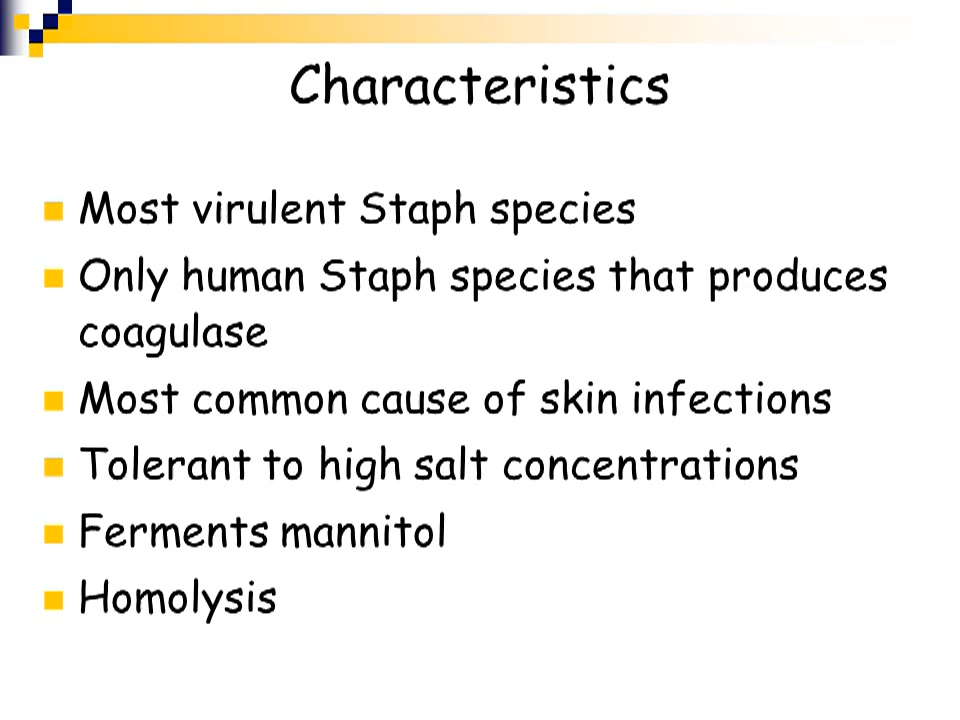 Characteristics
Most virulent Staph species
Only human Staph species that produces
coagulase
Most common cause of skin infections
Tolerant to high salt concentrations
Ferments mannitol
Homolysis